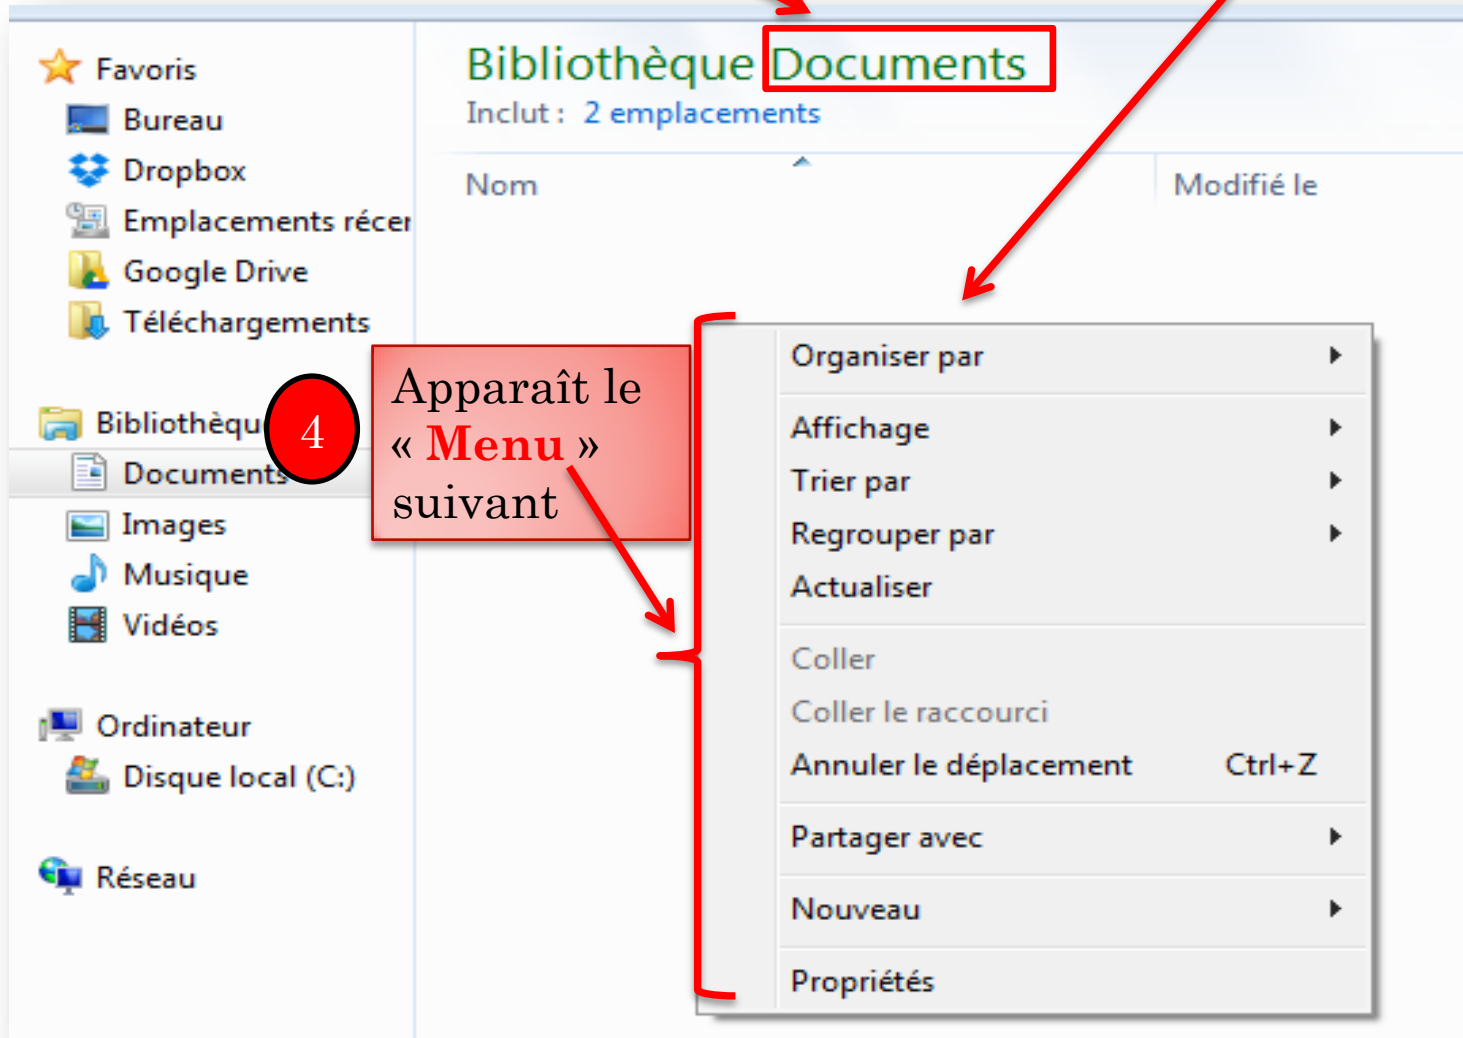 Favoris
Bureau
Dropbox
Emplacements récer
Google Drive
Téléchargements
Bibliothèqu
Documents
Images
Musique
Vidéos
Ordinateur
Disque local (C:)
Réseau
Bibliothèque Documents
Inclut : 2 emplacements
Nom
Modifié le
4
Apparaît le
« Menu »
suivant
Organiser par
Affichage
Trier par
Regrouper par
Actualiser
Coller
Coller le raccourci
Annuler le déplacement Ctrl+Z
Partager avec
Nouveau
Propriétés